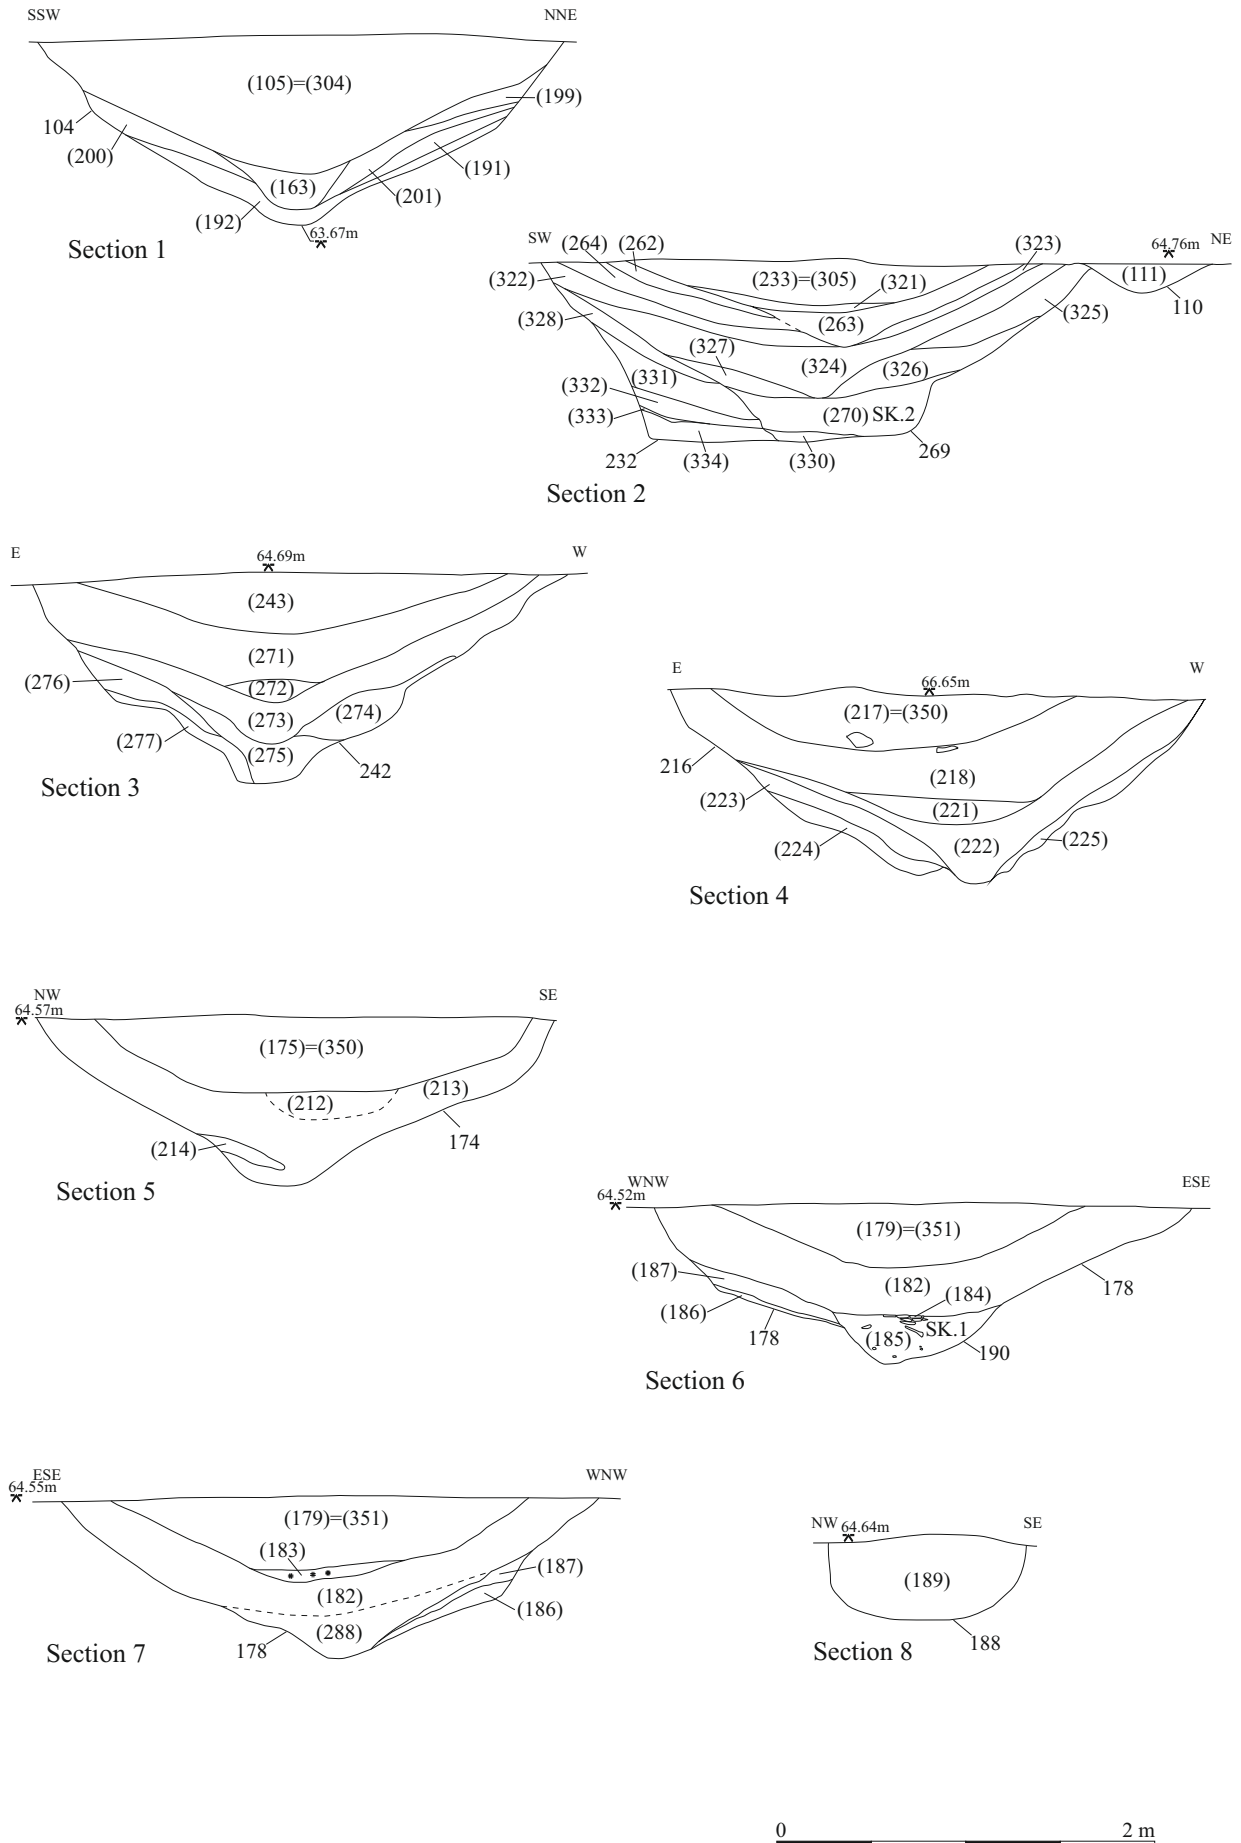 SSW NNE
(105)=(304)
(199)
104
(200)
(191)
(163)
(201)
(192)
63.67m
Section 1
SW (264) (262) (323) 64.76m NE
(322) (233)=(305) (321) (111)
(328) (263) (325) 110
(327) (324)
(332) (331) (326)
(333) (270) SK.2
232 (334) (330) 269
Section 2
E 64.69m W
(243)
(271)
(276) (272)
(273) (274)
(277) (275) 242
Section 3
E 66.65m W
(217)=(350)
216 (218)
(223) (221)
(224) (222) (225)
Section 4
NW SE
64.57m
(175)=(350)
(212) (213)
(214) 174
Section 5
WNW ESE
64.52m
(179)=(351)
(187) (182) 178
(186) (184)
178 (185) SK.1 190
Section 6
ESE WNW
64.55m
(179)=(351)
(183)
(182) (187)
(186)
178 (288)
Section 7
NW 64.64m SE
(189)
188
Section 8
0 2 m